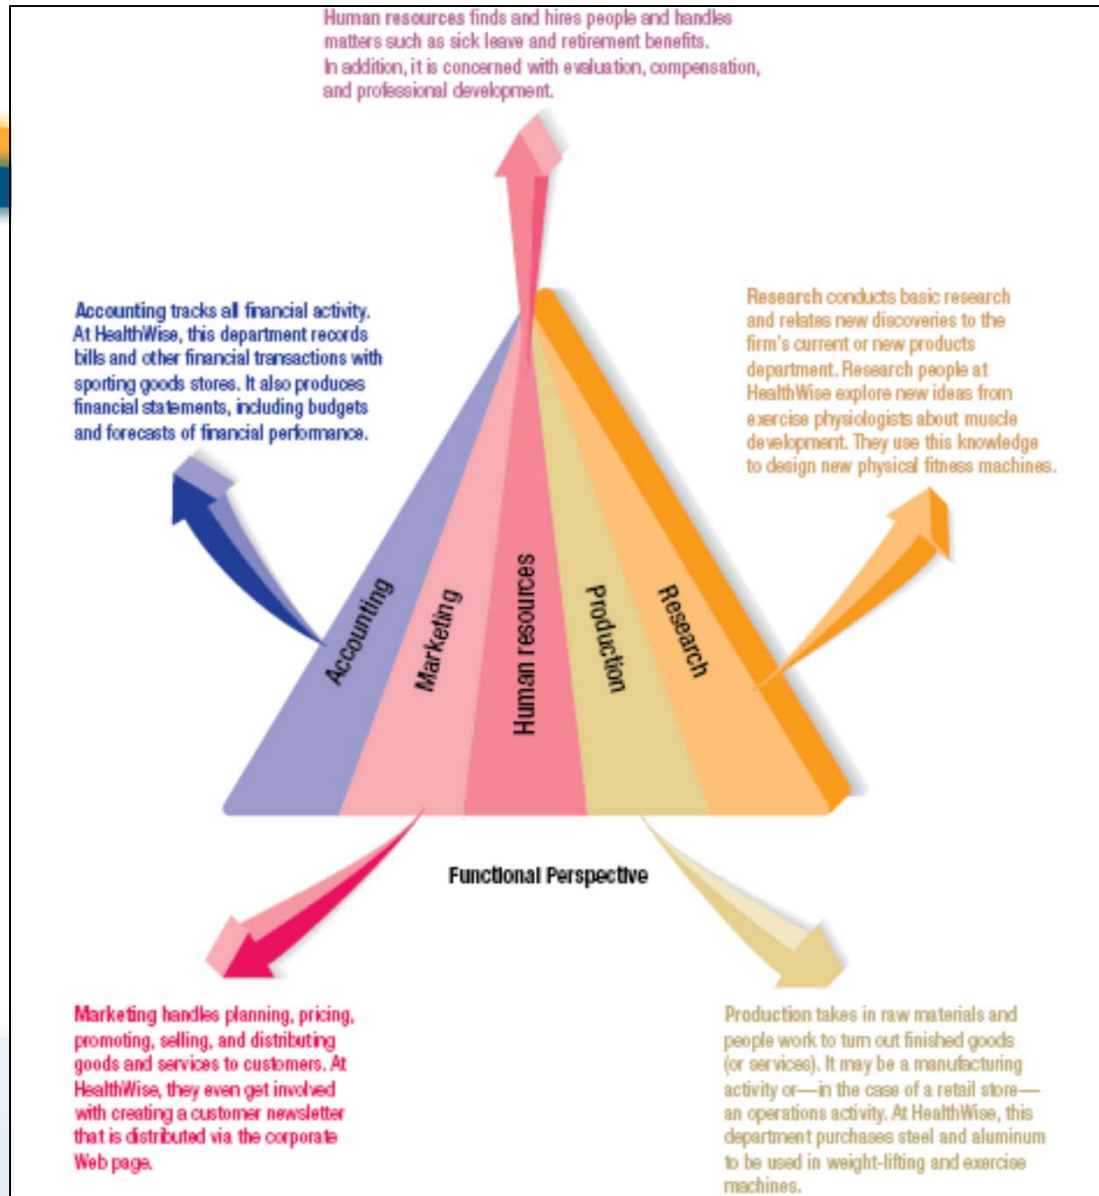 Human resources finds and hires people and handles
matters such as sick leave and retirement benefits.
In addition, it is concerned with evaluation, compensation,
and professional development.
Accounting tracks all financial activity.
At HealthWise, this department records
bills and other financial transactions with
sporting goods stores. It also produces
financial statements, including budgets
and forecasts of financial performance.
Research conducts basic research
and relates new discoveries to the
firm's current or new products
department. Research people at
HealthWise explore new ideas from
exercise physiologists about muscle
development. They use this knowledge
to design new physical fitness machines.
Accounting
Marketing
Human resources
Production
Research
Functional Perspective
Marketing handles planning, pricing,
promoting, selling, and distributing
goods and services to customers. At
HealthWise, they even get involved
with creating a customer newsletter
that is distributed via the corporate
Web page.
Production takes in raw materials and
people work to turn out finished goods
(or services). It may be a manufacturing
activity or—in the case of a retail store—
an operations activity. At HealthWise, this
department purchases steel and aluminum
to be used in weight-lifting and exercise
machines.